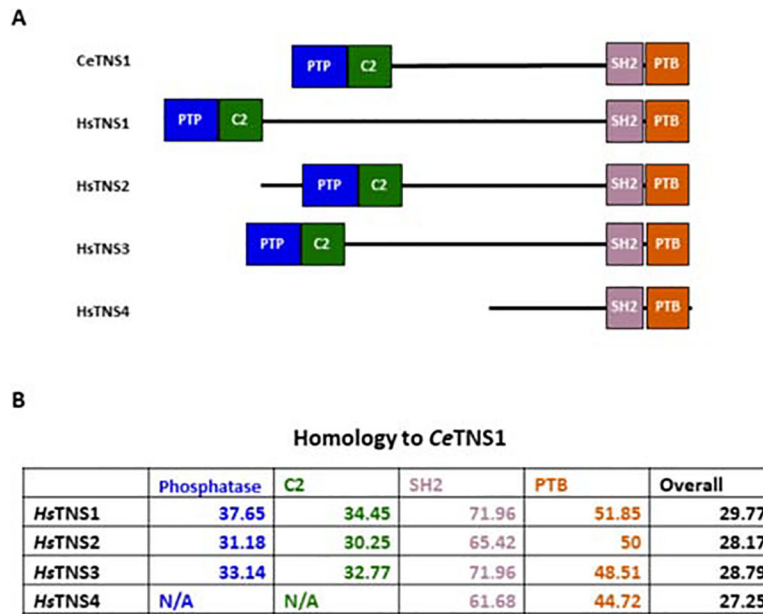 A
CeTNS1 PTP C2 SH2 PTB
HsTNS1 PTP C2 SH2 PTB
HsTNS2 PTP C2 SH2 PTB
HsTNS3 PTP C2 SH2 PTB
HsTNS4 SH2 PTB
B
Homology to CeTNS1
Phosphatase C2 SH2 PTB Overall
HsTNS1 37.65 34.45 71.96 51.85 29.77
HsTNS2 31.18 30.25 65.42 50 28.17
HsTNS3 33.14 32.77 71.96 48.51 28.79
HsTNS4 N/A N/A 61.68 44.72 27.25